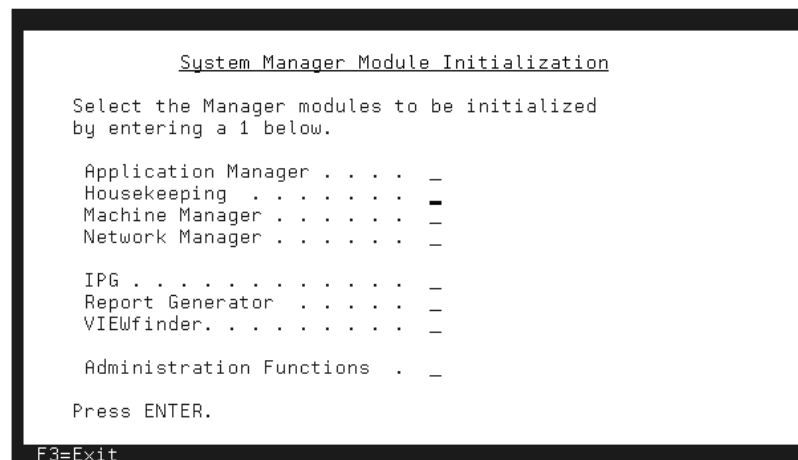 System Manager Module Initialization
Select the Manager modules to be initialized
by entering a 1 below.
Application Manager . . . . _
Housekeeping . . . . . . . _
Machine Manager . . . . . . _
Network Manager . . . . . . _
IPG . . . . . . . . . . . . _
Report Generator . . . . . _
VIEWfinder. . . . . . . . . _
Administration Functions . _
Press ENTER.
F3=Exit